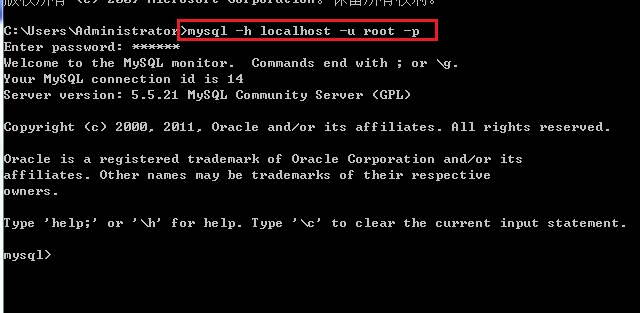 版权所有 (c) 2009 Microsoft Corporation。保留所有权利。
C:\Users\Administrator>mysql -h localhost -u root -p
Enter password: ******
Welcome to the MySQL monitor.  Commands end with ; or \g.
Your MySQL connection id is 14
Server version: 5.5.21 MySQL Community Server (GPL)
Copyright (c) 2000, 2011, Oracle and/or its affiliates. All rights reserved.
Oracle is a registered trademark of Oracle Corporation and/or its
affiliates. Other names may be trademarks of their respective
owners.
Type 'help;' or '\h' for help. Type '\c' to clear the current input statement.
mysql>